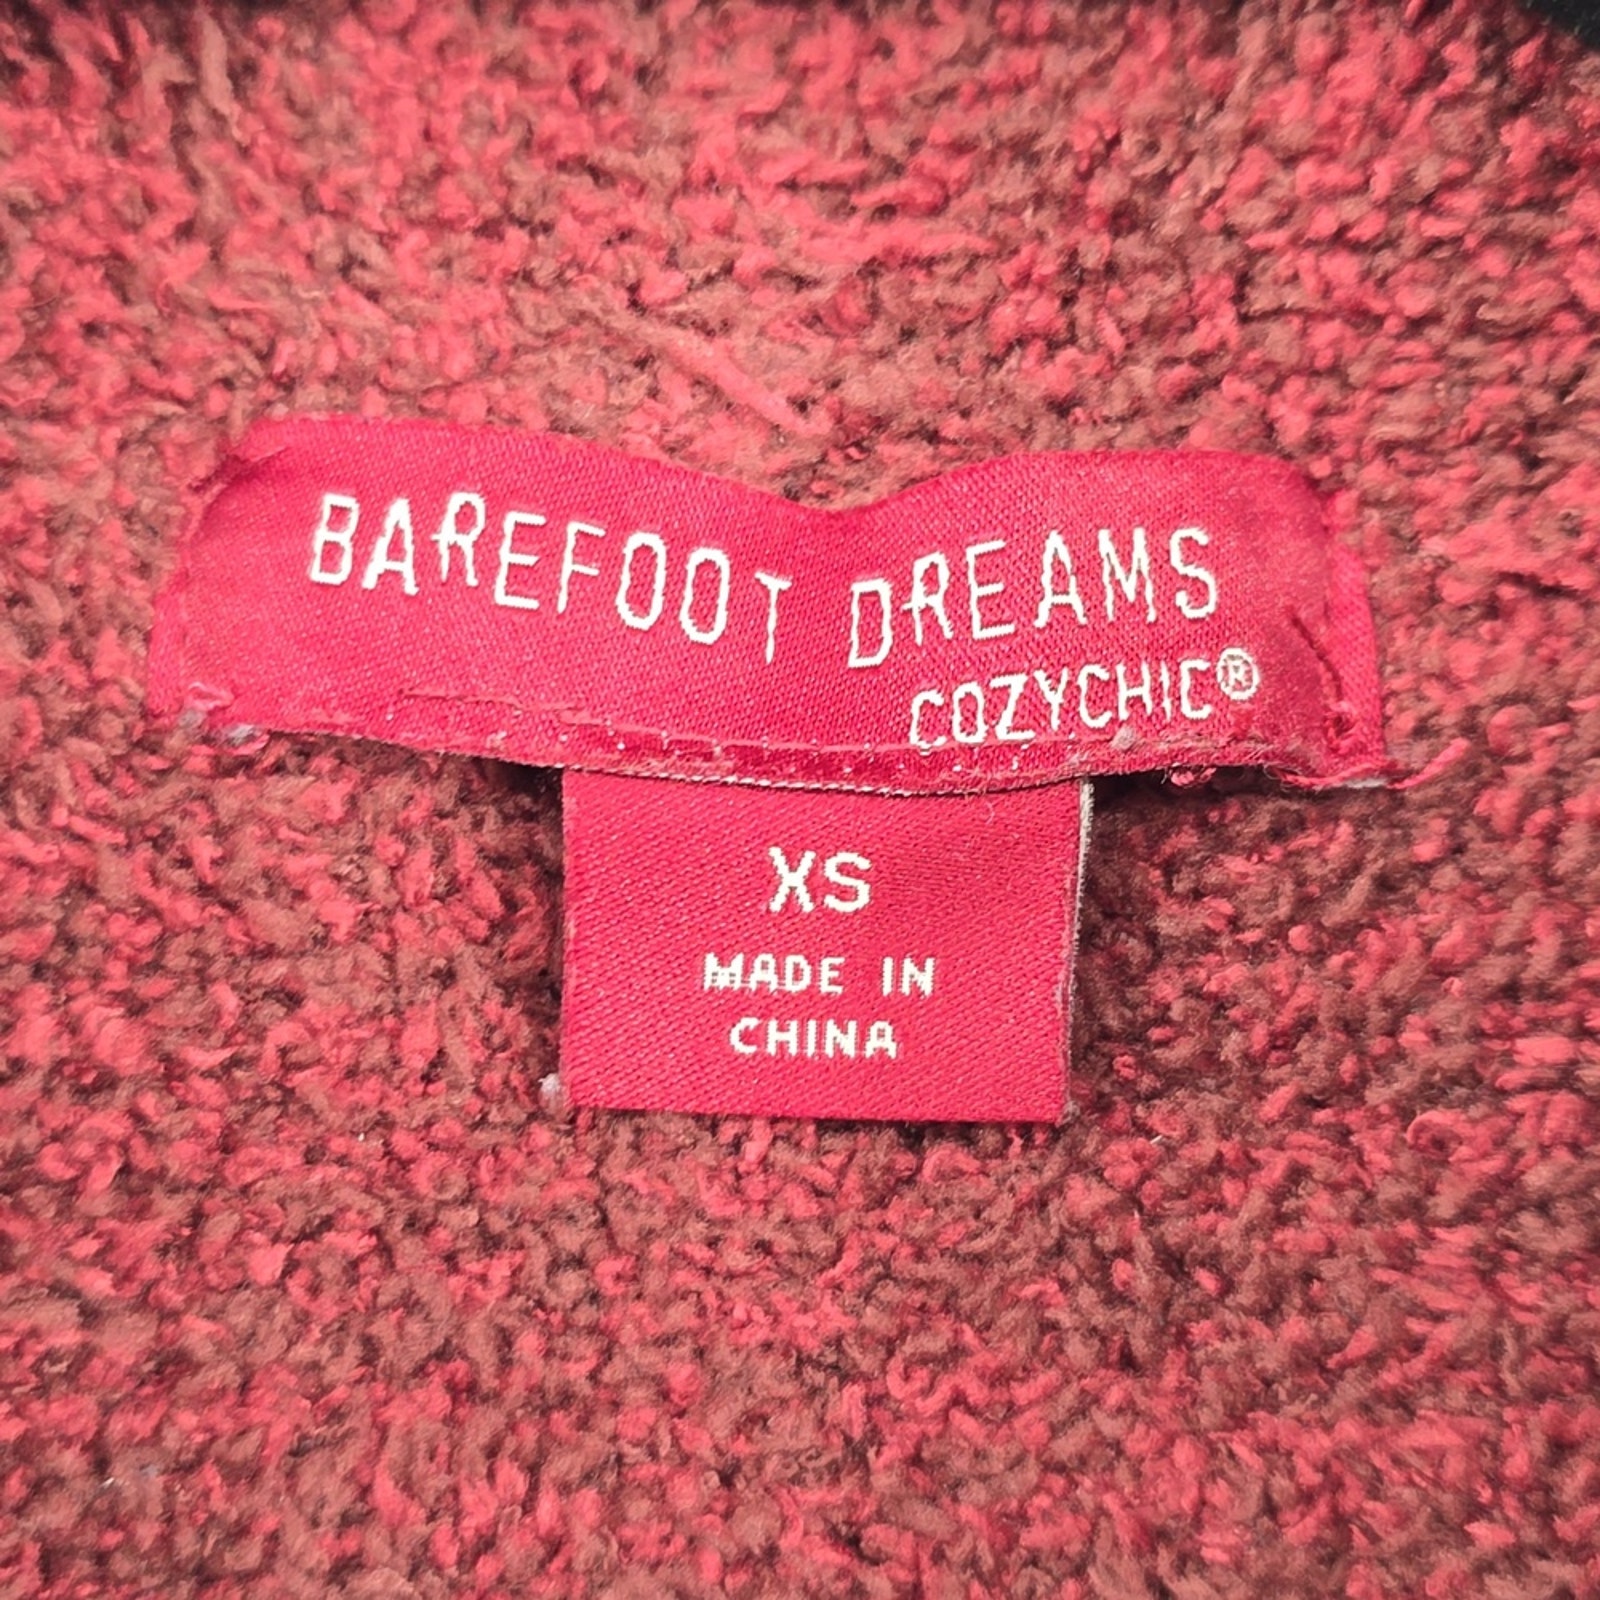 BAREFOOT DREAMS
COZYCHIC®
XS
MADE IN
CHINA